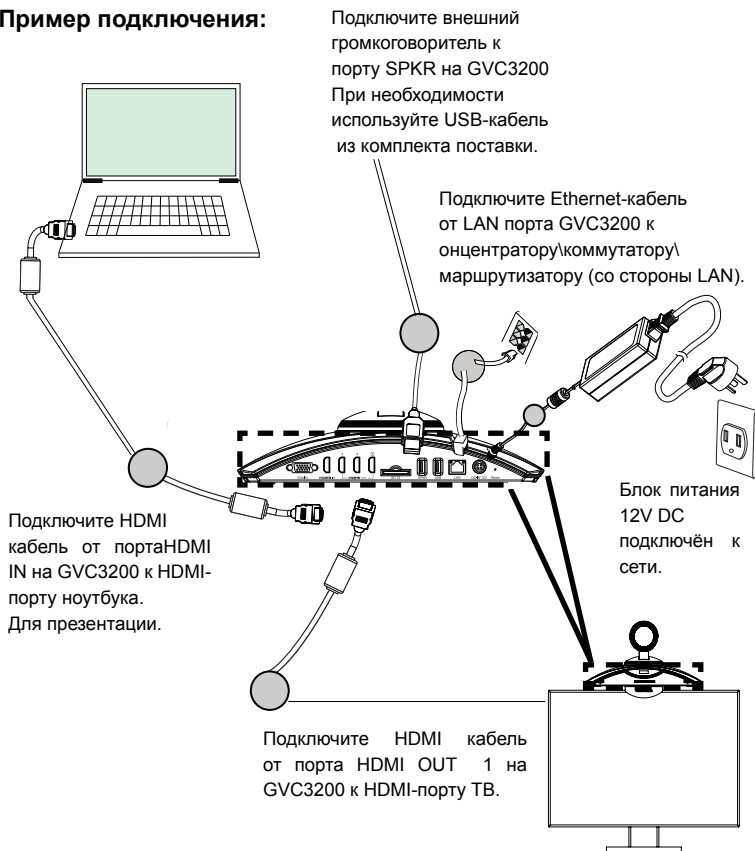 Пример подключения:
Подключите внешний
громкоговоритель к
порту SPKR на GVC3200
При необходимости
используйте USB-кабель
из комплекта поставки.
Подключите Ethernet-кабель
от LAN порта GVC3200 к
онцентратору\коммутатору\
маршрутизатору (со стороны LAN).
Блок питания
12V DC
подключён к
сети.
Подключите HDMI
кабель от портаHDMI
IN на GVC3200 к HDMI-
порту ноутбука.
Для презентации.
Подключите HDMI кабель
от порта HDMI OUT 1 на
GVC3200 к HDMI-порту ТВ.